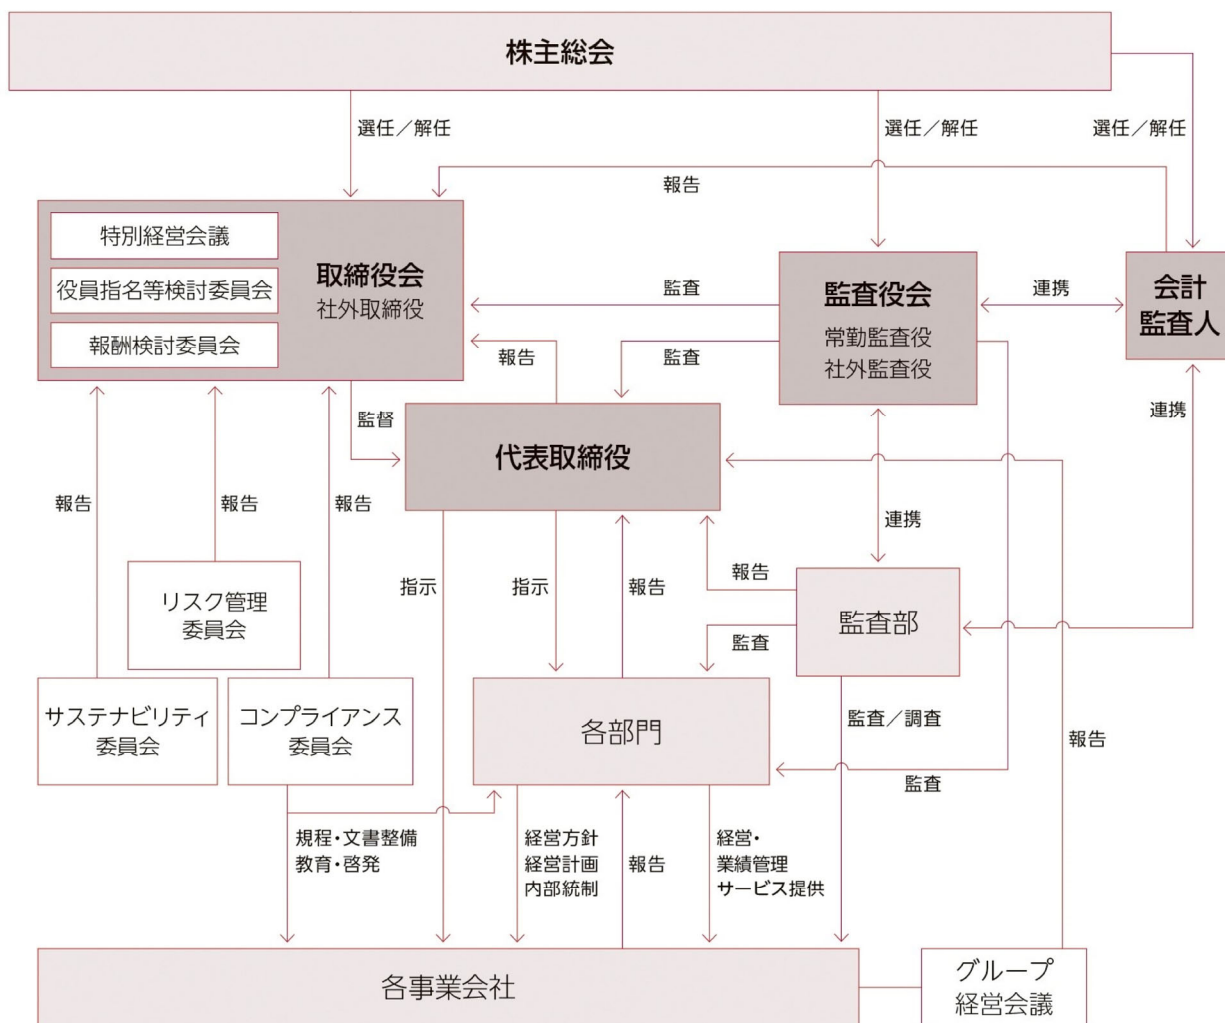 株主総会
選任／解任
選任／解任
選任／解任
報告
特別経営会議
役員指名等検討委員会
報酬検討委員会
取締役会
社外取締役
監査
監査役会
常勤監査役
社外監査役
連携
会計
監査人
報告
監査
監督
代表取締役
連携
報告
報告
報告
連携
リスク管理
委員会
指示
指示
報告
報告
監査部
監査
サステナビリティ
委員会
コンプライアンス
委員会
各部門
監査／調査
報告
監査
規程・文書整備
教育・啓発
経営方針
経営計画
内部統制
報告
経営・
業績管理
サービス提供
各事業会社
グループ
経営会議